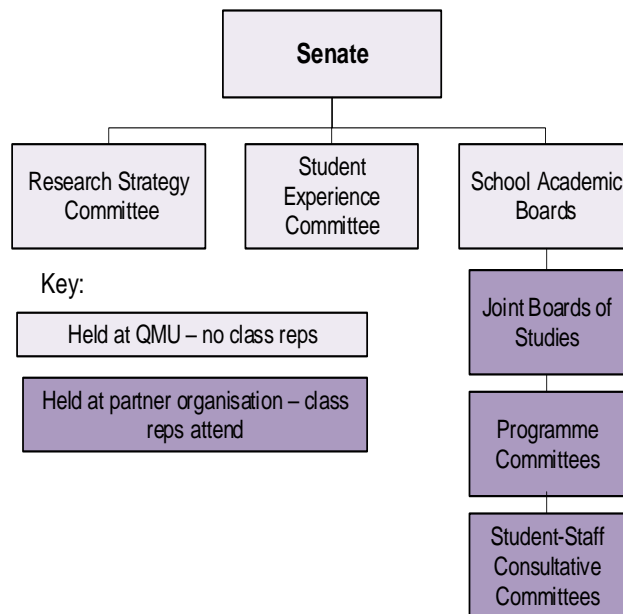 Senate
Research Strategy
Committee
Student
Experience
Committee
School Academic
Boards
Key:
Held at QMU – no class reps
Held at partner organisation – class
reps attend
Joint Boards of
Studies
Programme
Committees
Student-Staff
Consultative
Committees